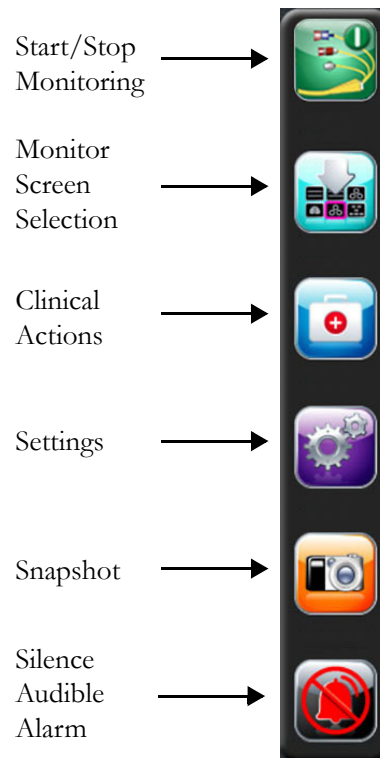 Start/Stop
Monitoring
Monitor
Screen
Selection
Clinical
Actions
Settings
Snapshot
Silence
Audible
Alarm